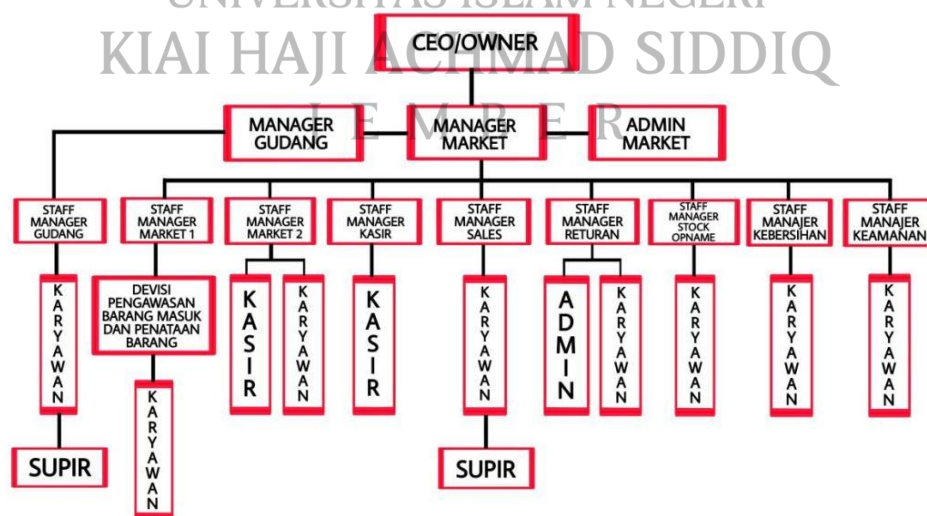 UNIVERSITAS ISLAM NEGERI
KIAI HAJI ACHMAD SIDDIQ
J E M B E R
CEO/OWNER
MANAGER
GUDANG
MANAGER
MARKET
ADMIN
MARKET
STAFF
MANAGER
GUDANG
STAFF
MANAGER
MARKET 1
STAFF
MANAGER
MARKET 2
STAFF
MANAGER
KASIR
STAFF
MANAGER
SALES
STAFF
MANAGER
RETURAN
STAFF
MANAGER
STOCK
OPNAME
STAFF
MANAJER
KEBERSIHAN
STAFF
MANAJER
KEAMANAN
KARYAWAN
DEVISI
PENGAWASAN
BARANG MASUK
DAN PENATAAN
BARANG
KASIR
KARYAWAN
KASIR
KARYAWAN
ADMIN
KARYAWAN
KARYAWAN
KARYAWAN
KARYAWAN
SUPIR
KARYAWAN
SUPIR